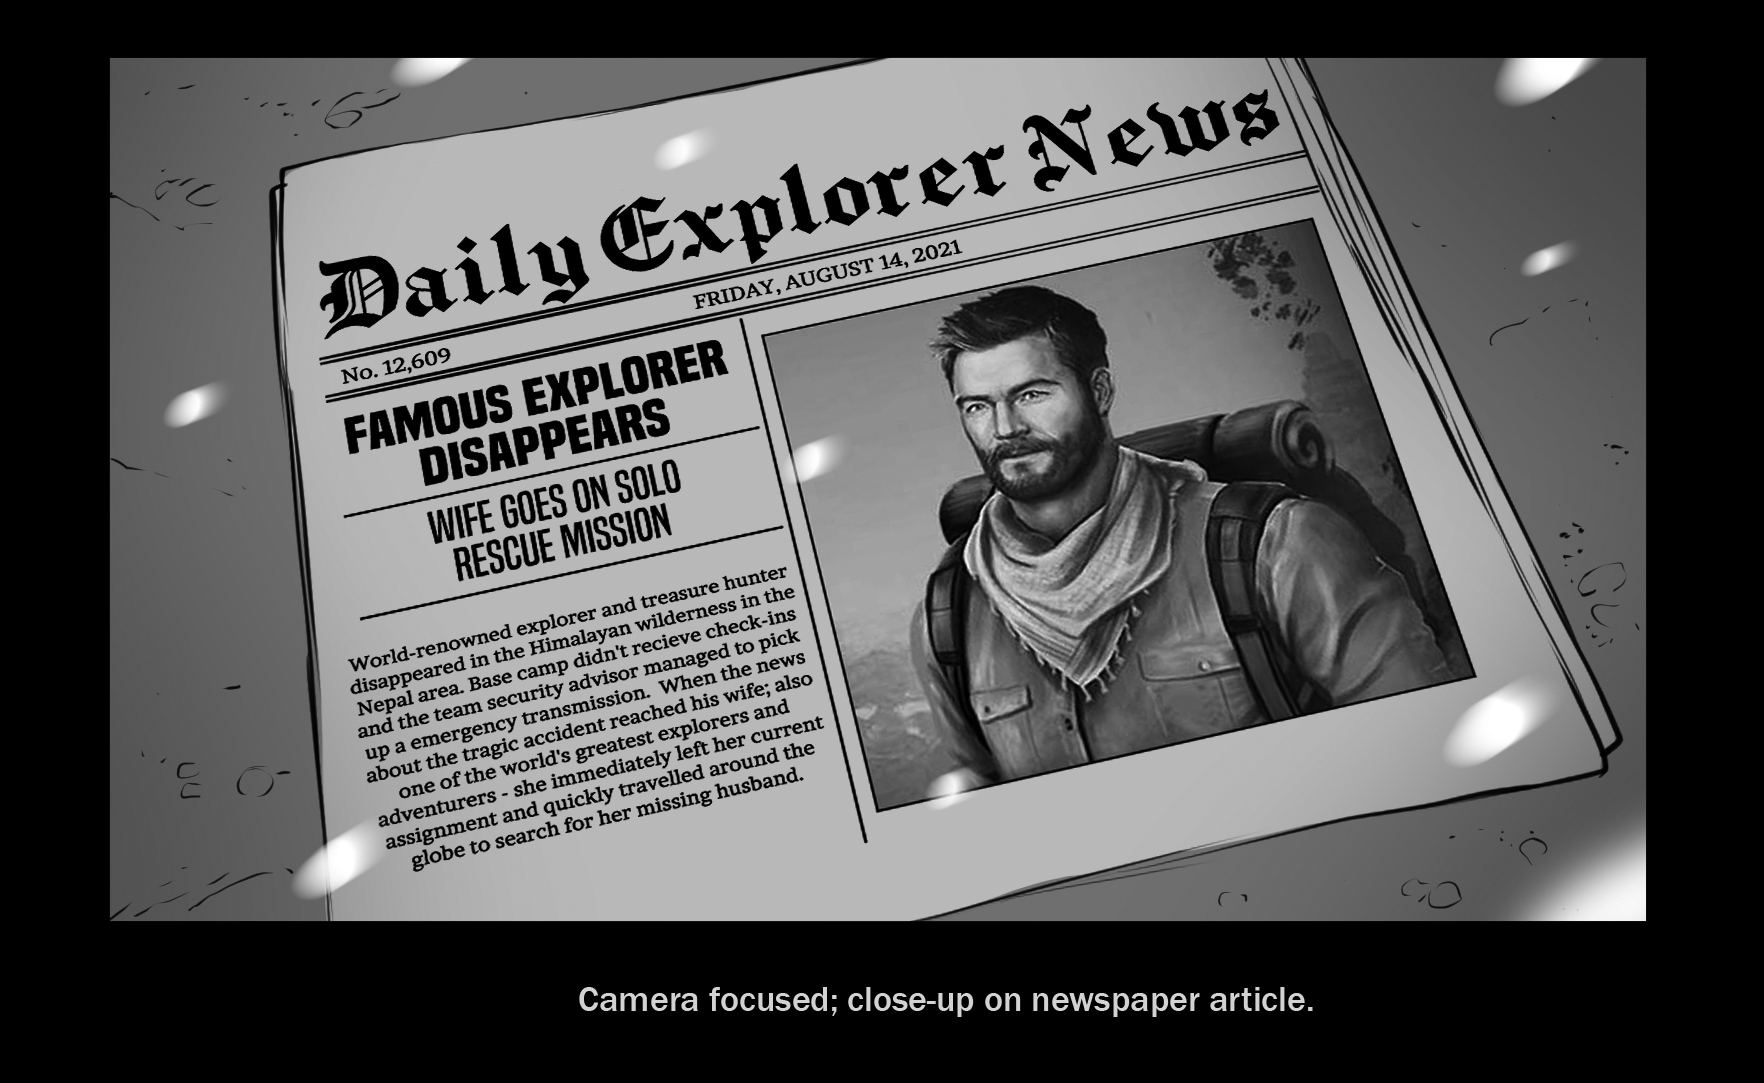 Daily Explorer News
FRIDAY, AUGUST 14, 2021
No. 12,609
FAMOUS EXPLORER
DISAPPEARS
WIFE GOES ON SOLO
RESCUE MISSION
World-renowned explorer and treasure hunter
disappeared in the Himalayan wilderness in the
Nepal area. Base camp didn't recieve check-ins
and the team security advisor managed to pick
up a emergency transmission. When the news
about the tragic accident reached his wife; also
one of the world's greatest explorers and
adventurers - she immediately left her current
assignment and quickly travelled around the
globe to search for her missing husband.
Camera focused; close-up on newspaper article.